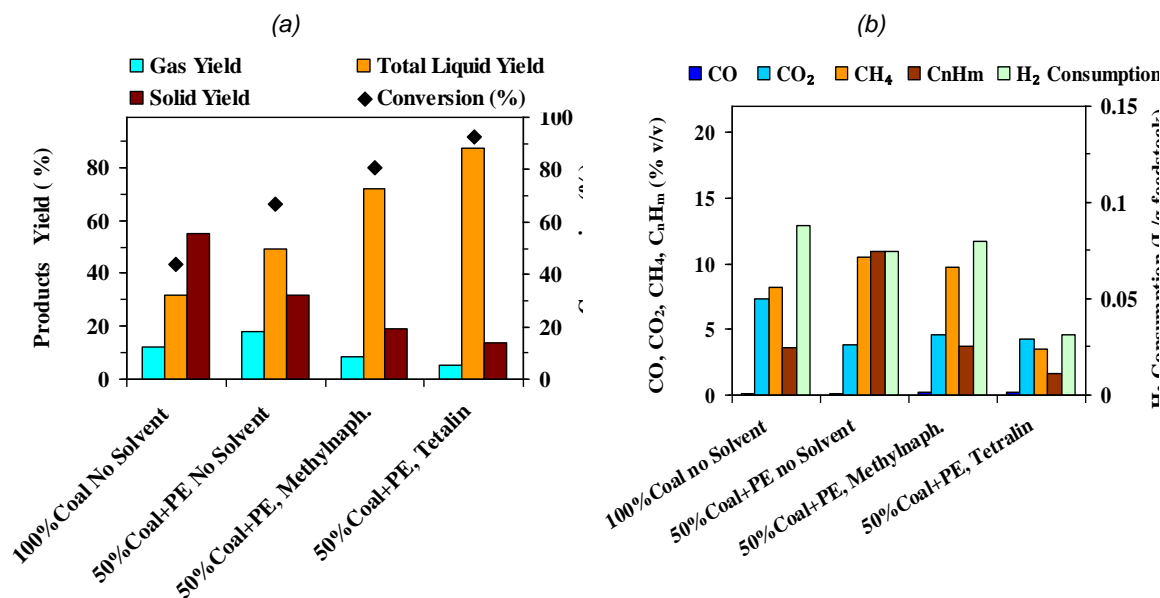 (a)
Gas Yield
Total Liquid Yield
Solid Yield
Conversion (%)
Products Yield ( %)
0
20
40
60
80
0
20
40
60
80
100
(%)
100%Coal No Solvent
50%Coal+PE No Solvent
50%Coal+PE, Methylnaph.
50%Coal+PE, Tetalin
(b)
CO
CO₂
CH₄
CnHm
H₂ Consumption
CO, CO₂, CH₄, CₙHₘ (% v/v)
0
5
10
15
20
0
0.05
0.1
0.15
H₂ Consumption (L/g feedstock)
100%Coal no Solvent
50%Coal+PE no Solvent
50%Coal+PE, Methylnaph.
50%Coal+PE, Tetralin